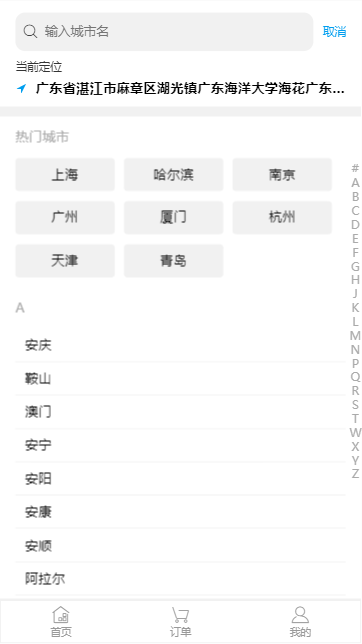 输入城市名
取消
当前定位
广东省湛江市麻章区湖光镇广东海洋大学海花广东...
热门城市
上海
哈尔滨
南京
广州
厦门
杭州
天津
青岛
A
安庆
鞍山
澳门
安宁
安阳
安康
安顺
阿拉尔
#
A
B
C
D
E
F
G
H
J
K
L
M
N
P
Q
R
S
T
W
X
Y
Z
首页
订单
我的